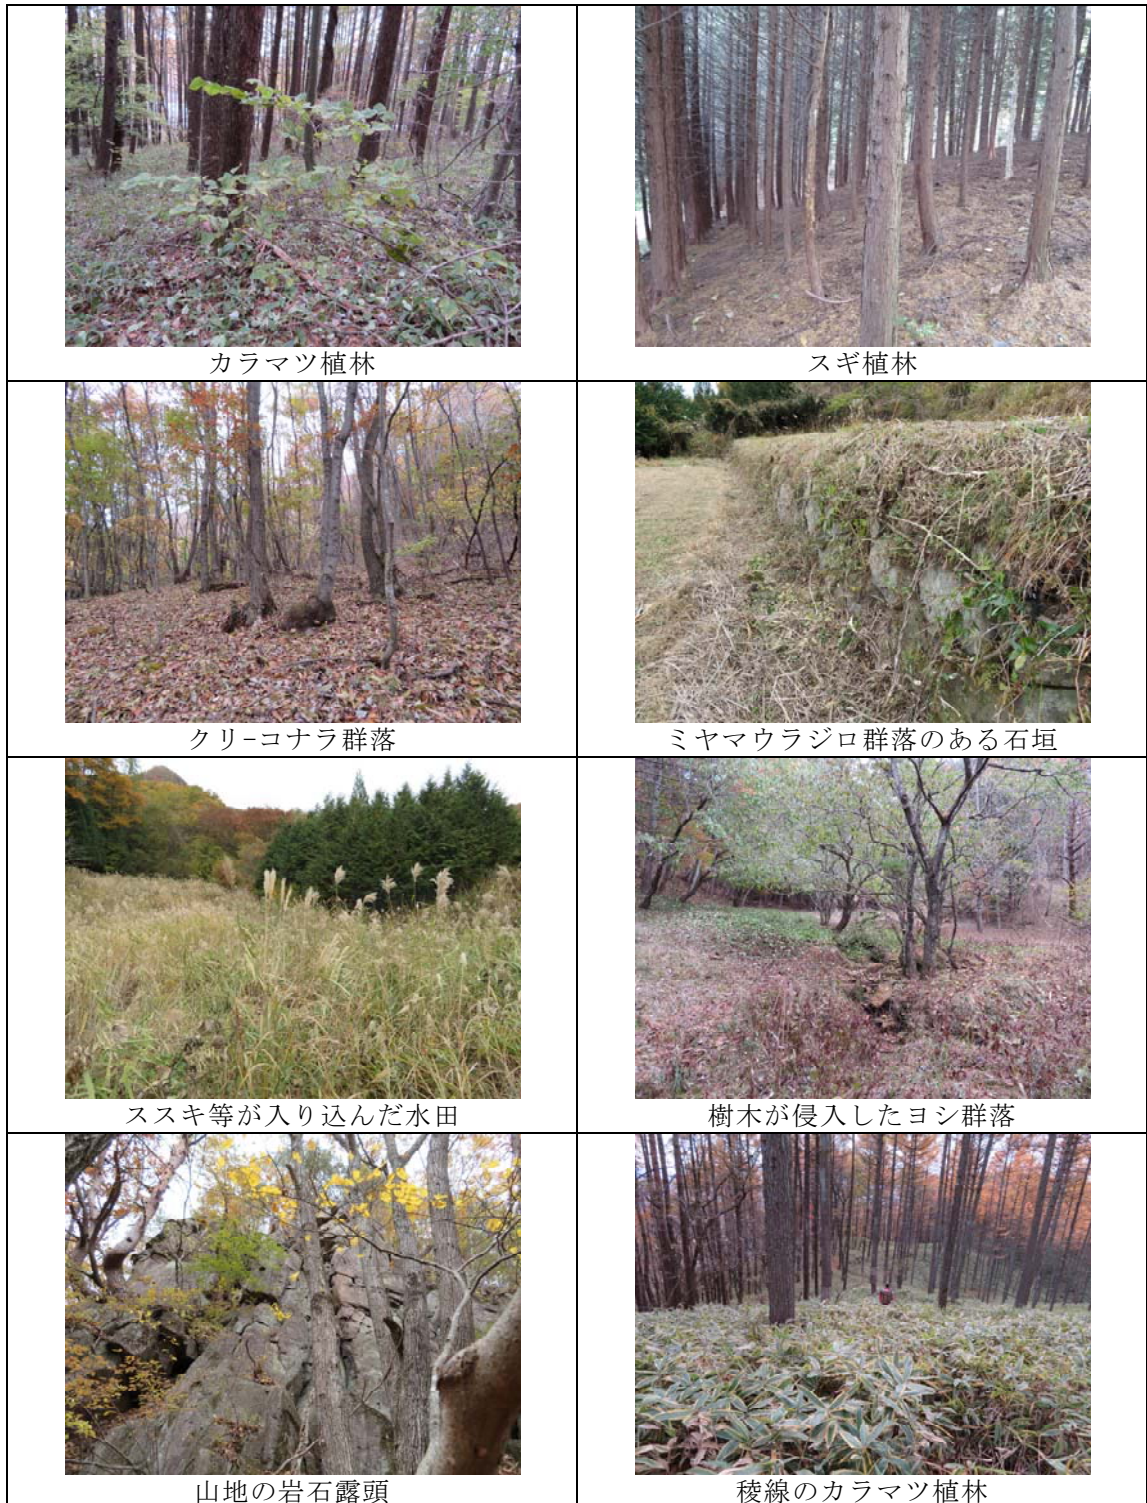 カラマツ植林
スギ植林
クリ−コナラ群落
ミヤマウラジロ群落のある石垣
ススキ等が入り込んだ水田
樹木が侵入したヨシ群落
山地の岩石露頭
稜線のカラマツ植林